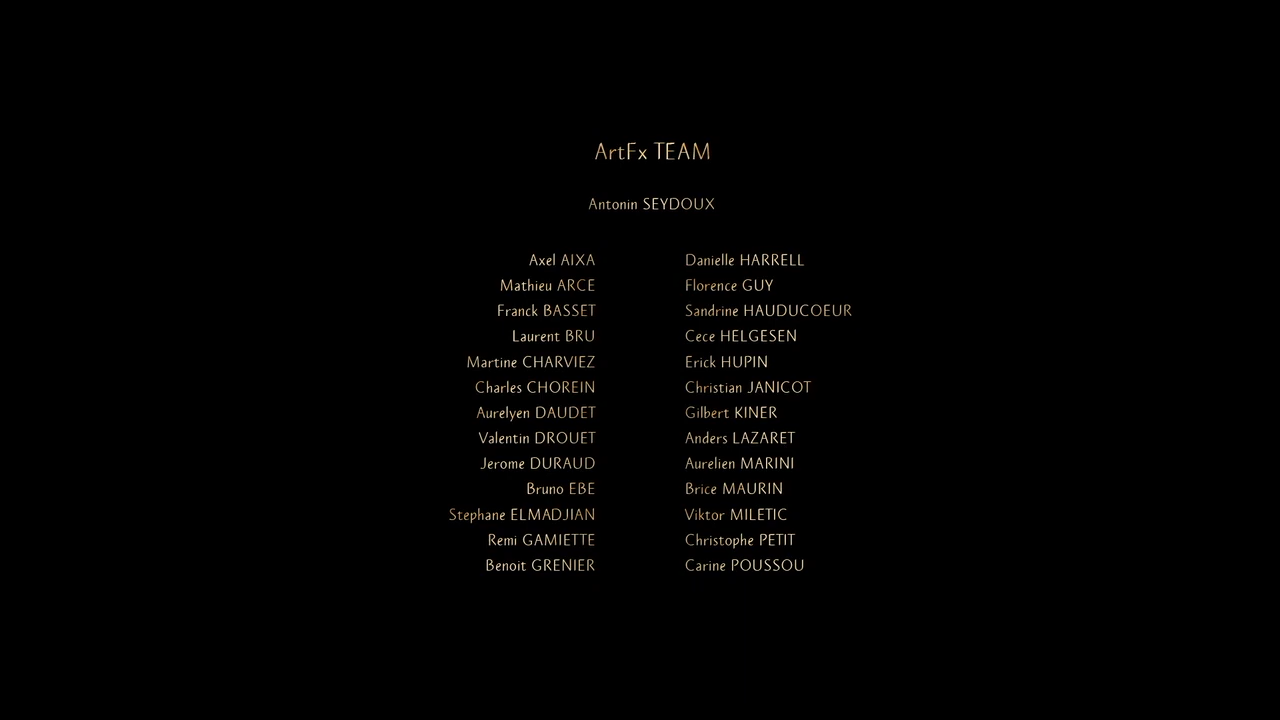 ArtFx TEAM
Antonin SEYDOUX
Axel AIXA Danielle HARRELL
Mathieu ARCE Florence GUY
Franck BASSET Sandrine HAUDUCOEUR
Laurent BRU Cece HELGESEN
Martine CHARVIEZ Erick HUPIN
Charles CHOREIN Christian JANICOT
Aurelyen DAUDET Gilbert KINER
Valentin DROUET Anders LAZARET
Jerome DURAUD Aurelien MARINI
Bruno EBE Brice MAURIN
Stephane ELMADJIAN Viktor MILETIC
Remi GAMIETTE Christophe PETIT
Benoit GRENIER Carine POUSSOU